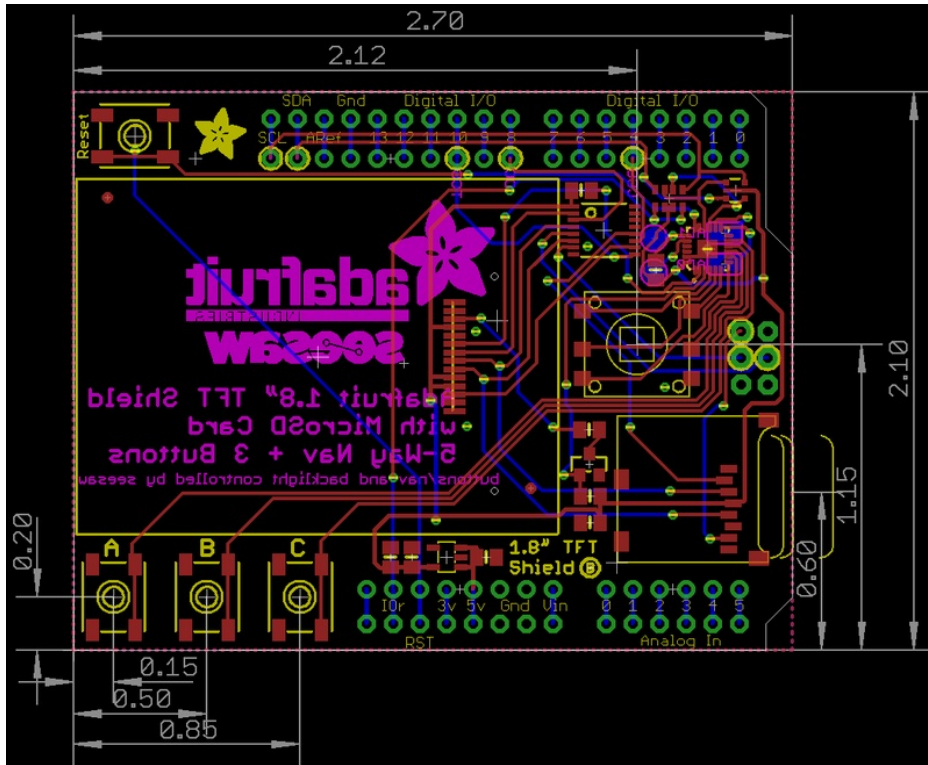 2.70
2.12
SDA Gnd Digital I/O Digital I/O
Reset
SCL ARef 13 12 11 10 9 8 7 6 5 4 3 2 1 0
adafruit
INDUSTRIES
seesaw
Adafruit 1.8" TFT Shield
with MicroSD Card
5-Way Nav + 3 Buttons
buttons/nav and backlight controlled by seesaw
2.10
1.15
0.60
0.20
A B C
1.8" TFT
Shield B
IOr 3v 5v Gnd Vin 0 1 2 3 4 5
RST Analog In
0.15
0.50
0.85